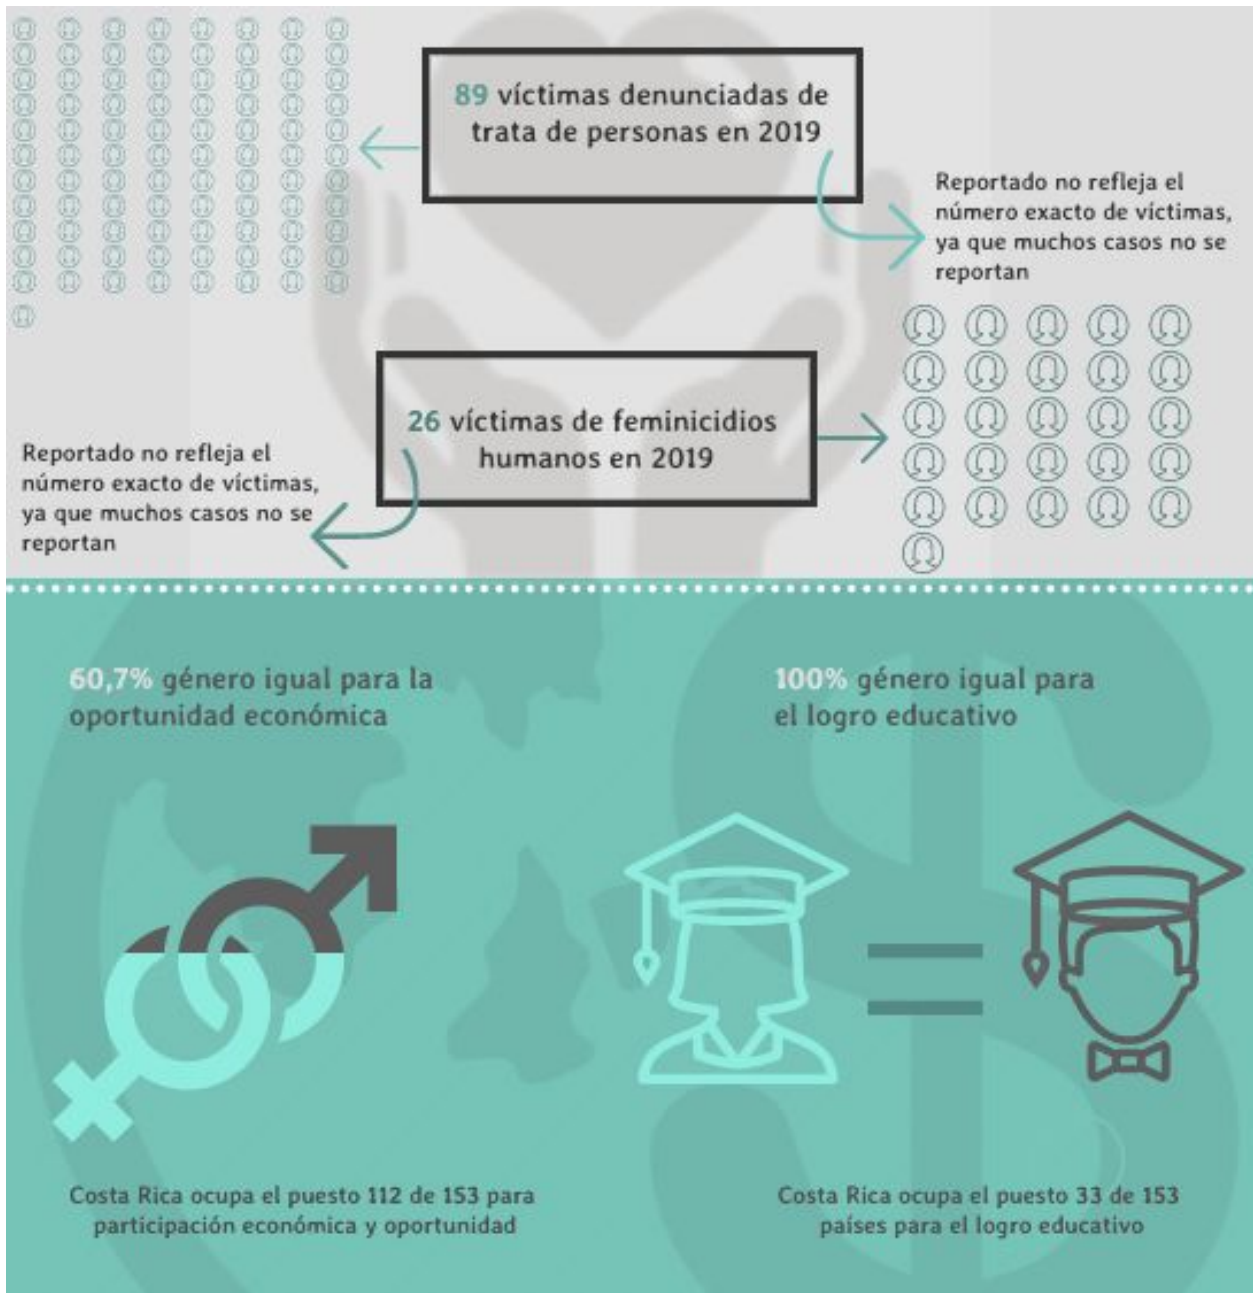 89 víctimas denunciadas de
trata de personas en 2019
Reportado no refleja el
número exacto de víctimas,
ya que muchos casos no se
reportan
26 víctimas de feminicidios
humanos en 2019
Reportado no refleja el
número exacto de víctimas,
ya que muchos casos no se
reportan
60,7% género igual para la
oportunidad económica
100% género igual para
el logro educativo
Costa Rica ocupa el puesto 112 de 153 para
participación económica y oportunidad
Costa Rica ocupa el puesto 33 de 153
países para el logro educativo